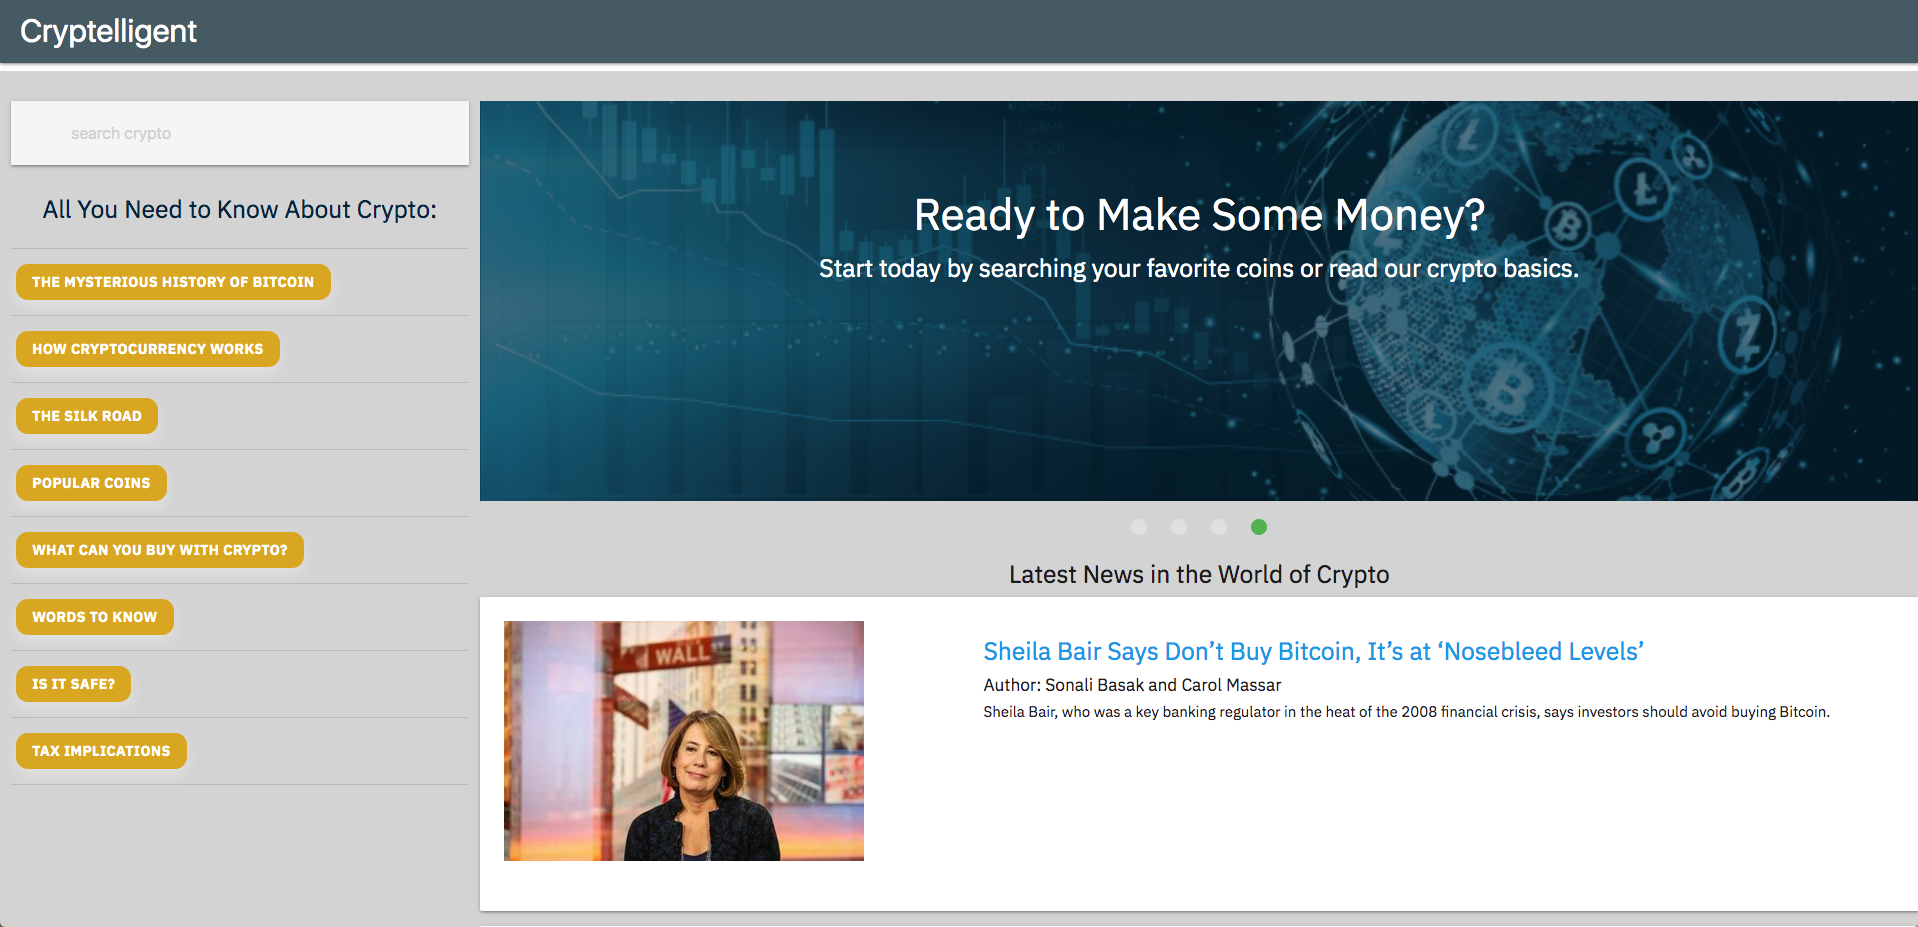 Cryptelligent
search crypto
All You Need to Know About Crypto:
THE MYSTERIOUS HISTORY OF BITCOIN
HOW CRYPTOCURRENCY WORKS
THE SILK ROAD
POPULAR COINS
WHAT CAN YOU BUY WITH CRYPTO?
WORDS TO KNOW
IS IT SAFE?
TAX IMPLICATIONS
Ready to Make Some Money?
Start today by searching your favorite coins or read our crypto basics.
Latest News in the World of Crypto
WALL
Sheila Bair Says Don’t Buy Bitcoin, It’s at ‘Nosebleed Levels’
Author: Sonali Basak and Carol Massar
Sheila Bair, who was a key banking regulator in the heat of the 2008 financial crisis, says investors should avoid buying Bitcoin.